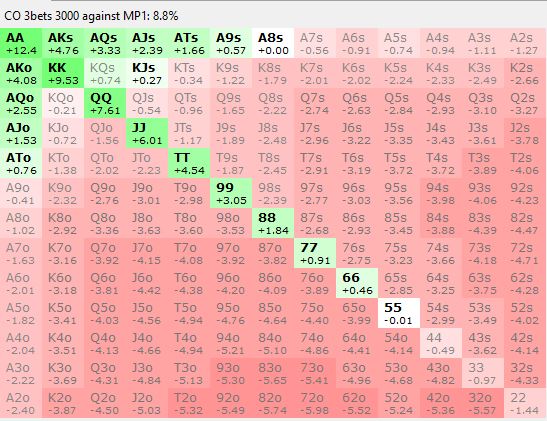 CO 3bets 3000 against MP1: 8.8%
AA AKs AQs AJs ATs A9s A8s A7s A6s A5s A4s A3s A2s
+12.4 +4.76 +3.33 +2.39 +1.66 +0.57 +0.00 -0.56 -0.91 -0.74 -0.94 -1.11 -1.27
AKo KK KQs KJs KTs K9s K8s K7s K6s K5s K4s K3s K2s
+4.08 +9.53 +0.74 +0.27 -0.34 -1.22 -1.79 -2.01 -2.02 -2.24 -2.33 -2.49 -2.66
AQo KQo QQ QJs QTs Q9s Q8s Q7s Q6s Q5s Q4s Q3s Q2s
+2.55 -0.21 +7.61 -0.54 -0.96 -1.65 -2.22 -2.74 -2.63 -2.84 -2.93 -3.10 -3.27
AJo KJo QJo JJ JTs J9s J8s J7s J6s J5s J4s J3s J2s
+1.53 -0.72 -1.56 +6.01 -1.17 -1.89 -2.48 -2.96 -3.22 -3.35 -3.43 -3.61 -3.78
ATo KTo QTo JTo TT T9s T8s T7s T6s T5s T4s T3s T2s
+0.76 -1.38 -2.02 -2.23 +4.54 -1.87 -2.45 -2.91 -3.19 -3.72 -3.72 -3.89 -4.06
A9o K9o Q9o J9o T9o 99 98s 97s 96s 95s 94s 93s 92s
-0.41 -2.32 -2.76 -3.01 -2.98 +3.05 -2.39 -2.77 -3.03 -3.56 -3.98 -4.06 -4.23
A8o K8o Q8o J8o T8o 98o 88 87s 86s 85s 84s 83s 82s
-1.02 -2.92 -3.36 -3.63 -3.60 -3.53 +1.84 -2.68 -2.93 -3.45 -3.88 -4.39 -4.47
A7o K7o Q7o J7o T7o 97o 87o 77 76s 75s 74s 73s 72s
-1.63 -3.16 -3.92 -4.15 -4.08 -3.92 -3.82 +0.91 -2.75 -3.23 -3.66 -4.18 -4.71
A6o K6o Q6o J6o T6o 96o 86o 76o 66 65s 64s 63s 62s
-2.01 -3.18 -3.81 -4.42 -4.38 -4.20 -4.09 -3.89 +0.46 -2.85 -3.25 -3.75 -4.28
A5o K5o Q5o J5o T5o 95o 85o 75o 65o 55 54s 53s 52s
-1.82 -3.41 -4.03 -4.56 -4.94 -4.76 -4.64 -4.40 -3.99 -0.01 -2.99 -3.49 -4.02
A4o K4o Q4o J4o T4o 94o 84o 74o 64o 54o 44 43s 42s
-2.04 -3.51 -4.13 -4.66 -4.94 -5.21 -5.10 -4.86 -4.41 -4.14 -0.49 -3.62 -4.14
A3o K3o Q3o J3o T3o 93o 83o 73o 63o 53o 43o 33 32s
-2.22 -3.69 -4.31 -4.84 -5.13 -5.30 -5.65 -5.41 -4.96 -4.68 -4.82 -0.97 -4.33
A2o K2o Q2o J2o T2o 92o 82o 72o 62o 52o 42o 32o 22
-2.40 -3.87 -4.50 -5.03 -5.32 -5.49 -5.74 -5.98 -5.52 -5.24 -5.36 -5.57 -1.44